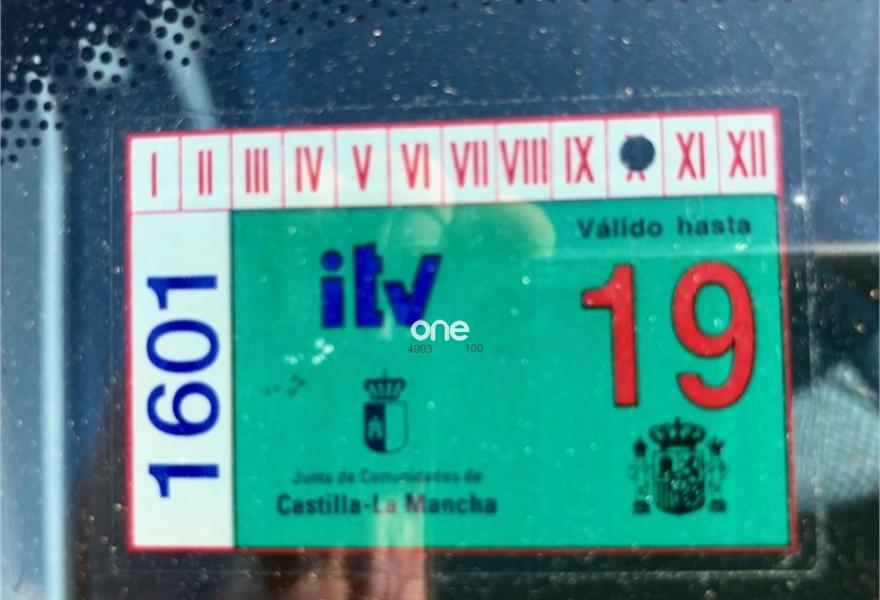 I II III IV V VI VII VIII IX X XI XII
1601
Válido hasta
itv
19
one
4993 100
Junta de Comunidades de
Castilla-La Mancha